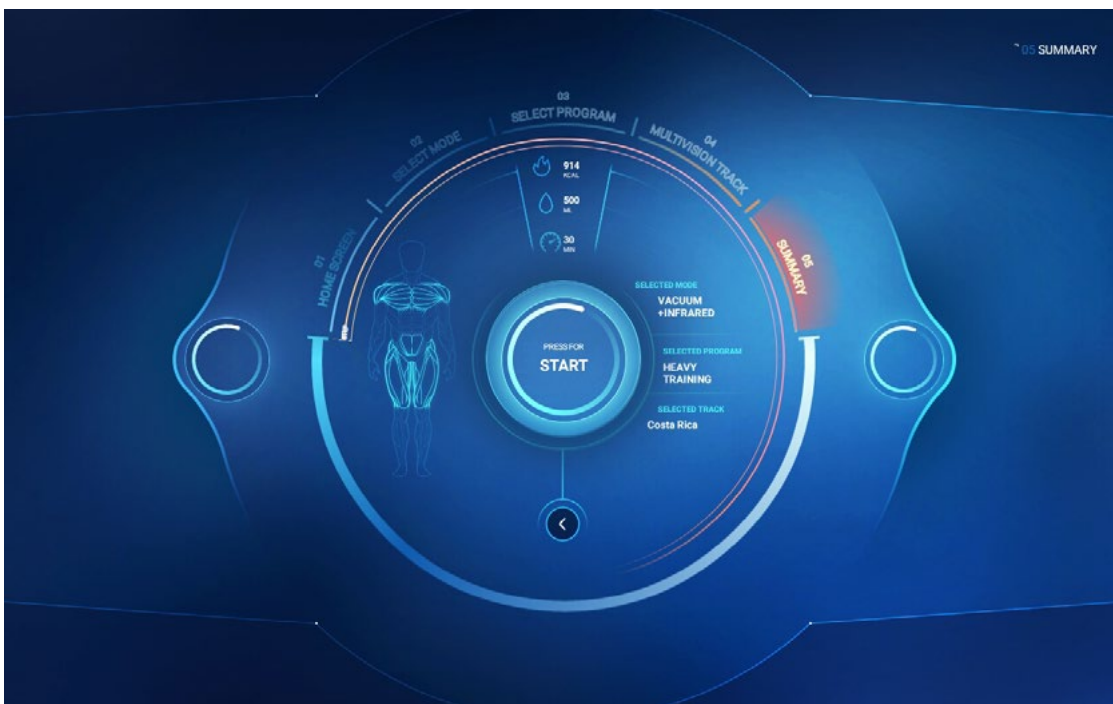 05 SUMMARY
01
HOME SCREEN
02
SELECT MODE
03
SELECT PROGRAM
04
MULTIVISION TRACK
05
SUMMARY
914
KCAL
500
ML
30
MIN
PRESS FOR
START
SELECTED MODE
VACUUM
+INFRARED
SELECTED PROGRAM
HEAVY
TRAINING
SELECTED TRACK
Costa Rica